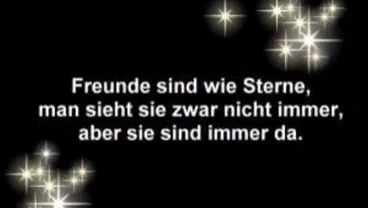 Freunde sind wie Sterne,
man sieht sie zwar nicht immer,
aber sie sind immer da.